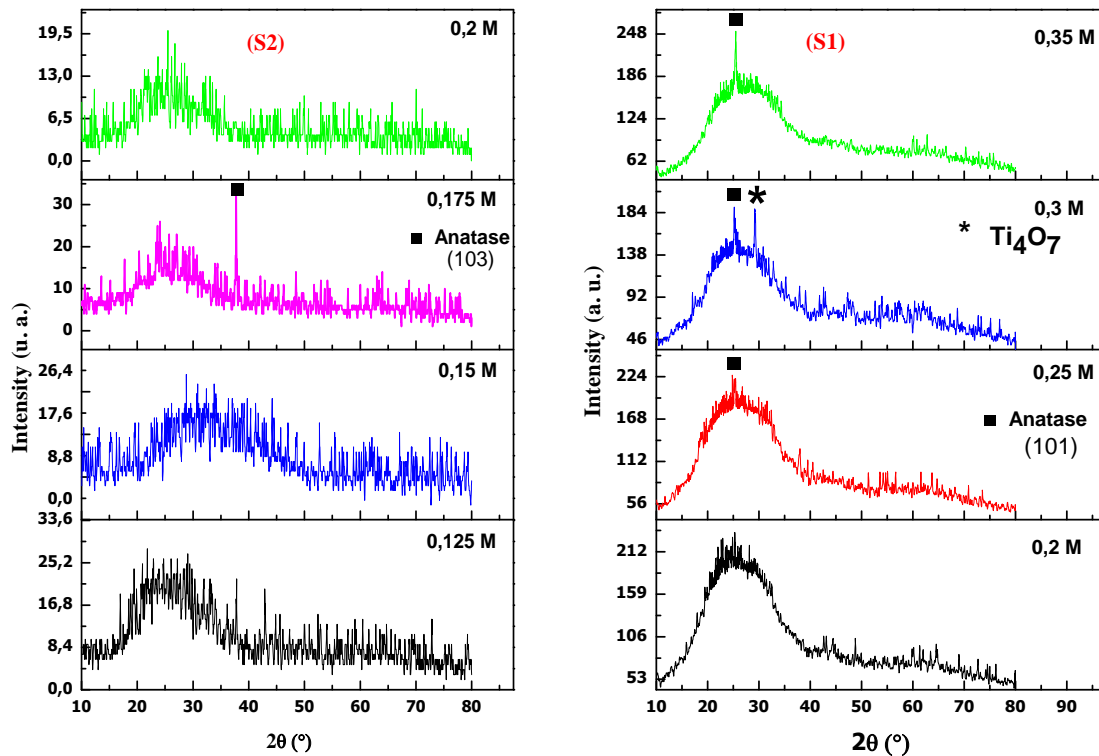 (S2)
0,2 M
19,5
13,0
6,5
0,0
0,175 M
■ Anatase
(103)
30
20
10
0
0,15 M
26,4
17,6
8,8
0,0
0,125 M
33,6
25,2
16,8
8,4
0,0
10 20 30 40 50 60 70 80
2θ (°)
Intensity (u. a.)
(S1)
0,35 M
248
186
124
62
0,3 M
* Ti4O7
*
184
138
92
46
0,25 M
■ Anatase
(101)
224
168
112
56
0,2 M
212
159
106
53
10 20 30 40 50 60 70 80 90
2θ (°)
Intensity (a. u.)